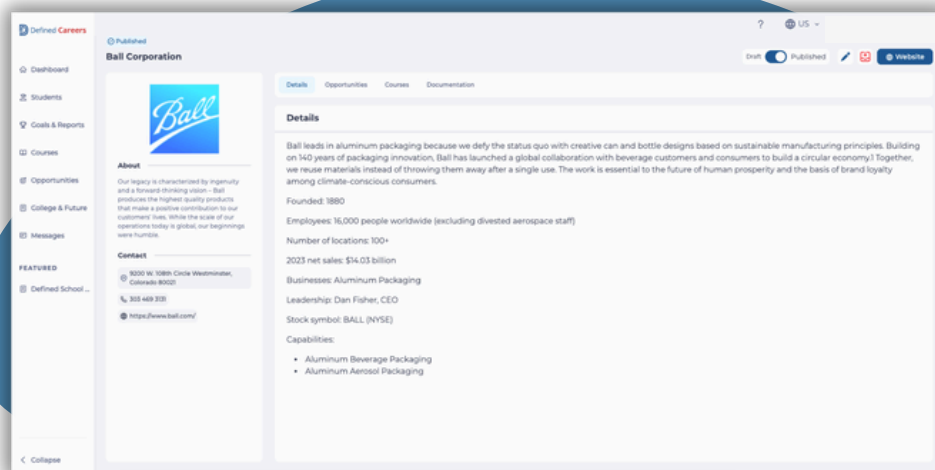 Defined Careers
? US
Published
Ball Corporation
Draft Published Website
Dashboard
Students
Goals & Reports
Courses
Opportunities
College & Future
Messages
FEATURED
Defined School ...
Collapse
Ball
About
Our legacy is characterized by ingenuity
and a forward-thinking vision – Ball
produces the highest quality products
that make a positive contribution to our
customers' lives. While the scale of our
operations today is global, our beginnings
were humble.
Contact
9200 W. 108th Circle Westminster,
Colorado 80021
303 469 3131
https://www.ball.com/
Details Opportunities Courses Documentation
Details
Ball leads in aluminum packaging because we defy the status quo with creative can and bottle designs based on sustainable manufacturing principles. Building
on 140 years of packaging innovation, Ball has launched a global collaboration with beverage customers and consumers to build a circular economy.1 Together,
we reuse materials instead of throwing them away after a single use. The work is essential to the future of human prosperity and the basis of brand loyalty
among climate-conscious consumers.
Founded: 1880
Employees: 16,000 people worldwide (excluding divested aerospace staff)
Number of locations: 100+
2023 net sales: $14.03 billion
Businesses: Aluminum Packaging
Leadership: Dan Fisher, CEO
Stock symbol: BALL (NYSE)
Capabilities:
• Aluminum Beverage Packaging
• Aluminum Aerosol Packaging